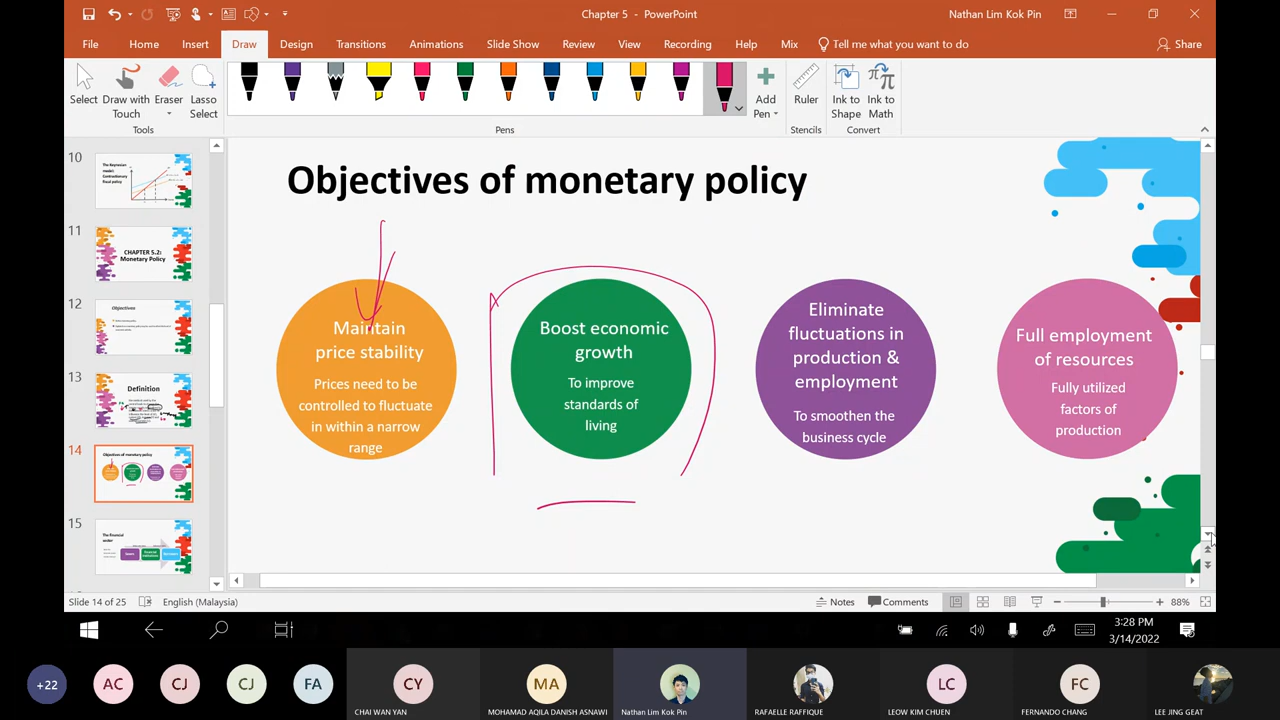 Chapter 5 - PowerPoint
Nathan Lim Kok Pin
File Home Insert Draw Design Transitions Animations Slide Show Review View Recording Help Mix Tell me what you want to do Share
Select
Draw with Touch
Eraser
Lasso Select
Add Pen
Ruler
Ink to Shape
Ink to Math
Tools
Pens
Stencils
Convert
10
The Keynesian model: Contractionary fiscal policy
11
CHAPTER 5.2: Monetary Policy
12
Objectives
13
Definition
14
Objectives of monetary policy
15
The financial
Objectives of monetary policy
Maintain
price stability
Prices need to be
controlled to fluctuate
in within a narrow
range
Boost economic
growth
To improve
standards of
living
Eliminate
fluctuations in
production &
employment
To smoothen the
business cycle
Full employment
of resources
Fully utilized
factors of
production
Slide 14 of 25 English (Malaysia) Notes Comments 88%
3:28 PM
3/14/2022
+22 AC CJ CJ FA CY MA LC FC
CHAI WAN YAN MOHAMAD AQILA DANISH ASNAWI Nathan Lim Kok Pin RAFAELLE RAFFIQUE LEOW KIM CHUEN FERNANDO CHANG LEE JING GEAT